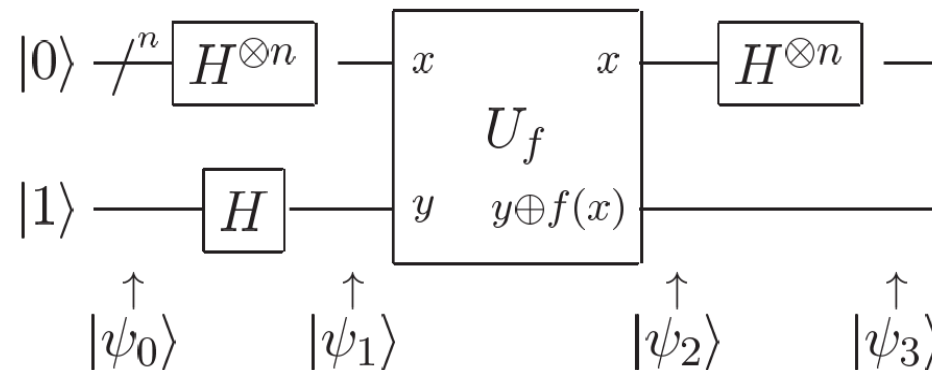 |0⟩ n H⊗n x x H⊗n
U_f
|1⟩ H y y⊕f(x)
↑ ↑ ↑ ↑
|ψ₀⟩ |ψ₁⟩ |ψ₂⟩ |ψ₃⟩